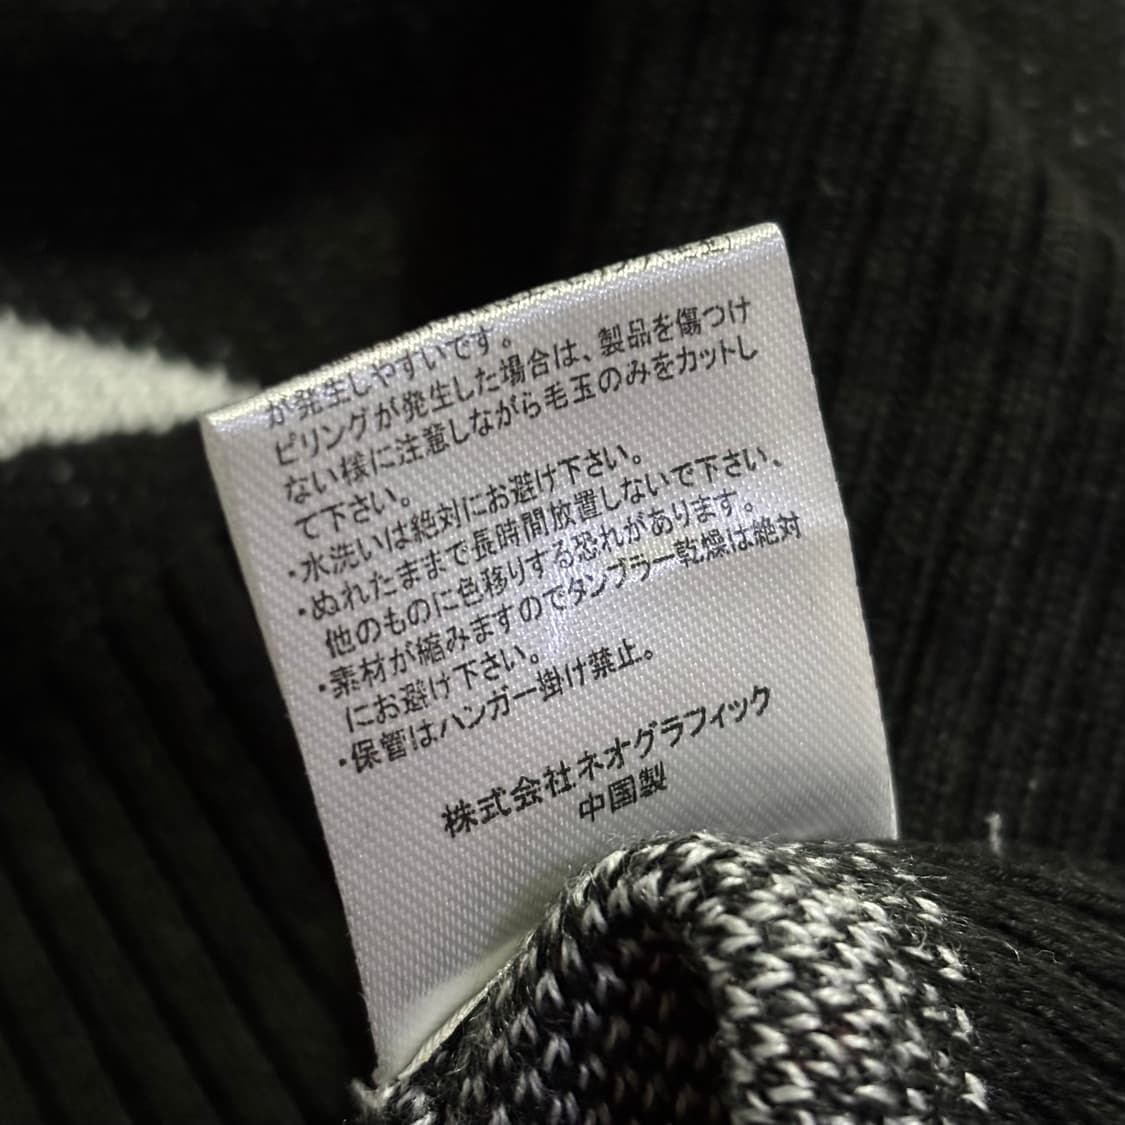 が発生しやすいです。
ピリングが発生した場合は、製品を傷つけ
ない様に注意しながら毛玉のみをカットし
て下さい。
・水洗いは絶対にお避け下さい。
・ぬれたままで長時間放置しないで下さい、
他のものに色移りする恐れがあります。
・素材が縮みますのでタンブラー乾燥は絶対
にお避け下さい。
・保管はハンガー掛け禁止。
株式会社ネオグラフィック
中国製